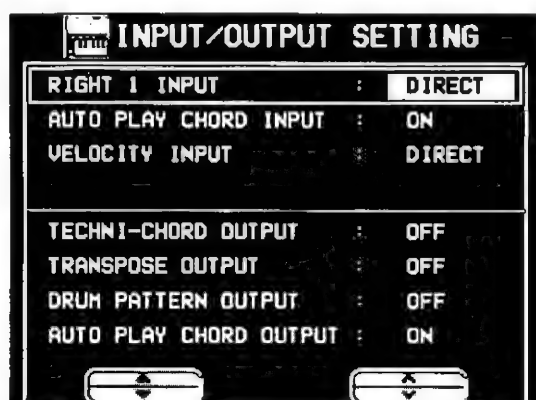 INPUT/OUTPUT SETTING
RIGHT 1 INPUT : DIRECT
AUTO PLAY CHORD INPUT : ON
VELOCITY INPUT : DIRECT
TECHNI-CHORD OUTPUT : OFF
TRANSPOSE OUTPUT : OFF
DRUM PATTERN OUTPUT : OFF
AUTO PLAY CHORD OUTPUT : ON